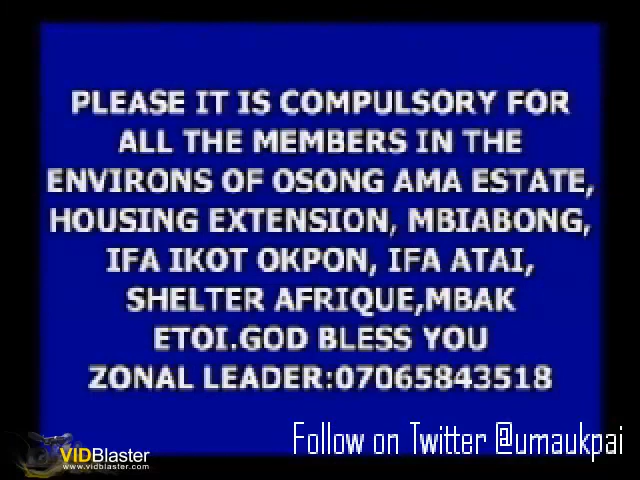 PLEASE IT IS COMPULSORY FOR
ALL THE MEMBERS IN THE
ENVIRONS OF OSONG AMA ESTATE,
HOUSING EXTENSION, MBIABONG,
IFA IKOT OKPON, IFA ATAI,
SHELTER AFRIQUE,MBAK
ETOI.GOD BLESS YOU
ZONAL LEADER:07065843518
Follow on Twitter @umaukpai
VIDBlaster
www.vidblaster.com